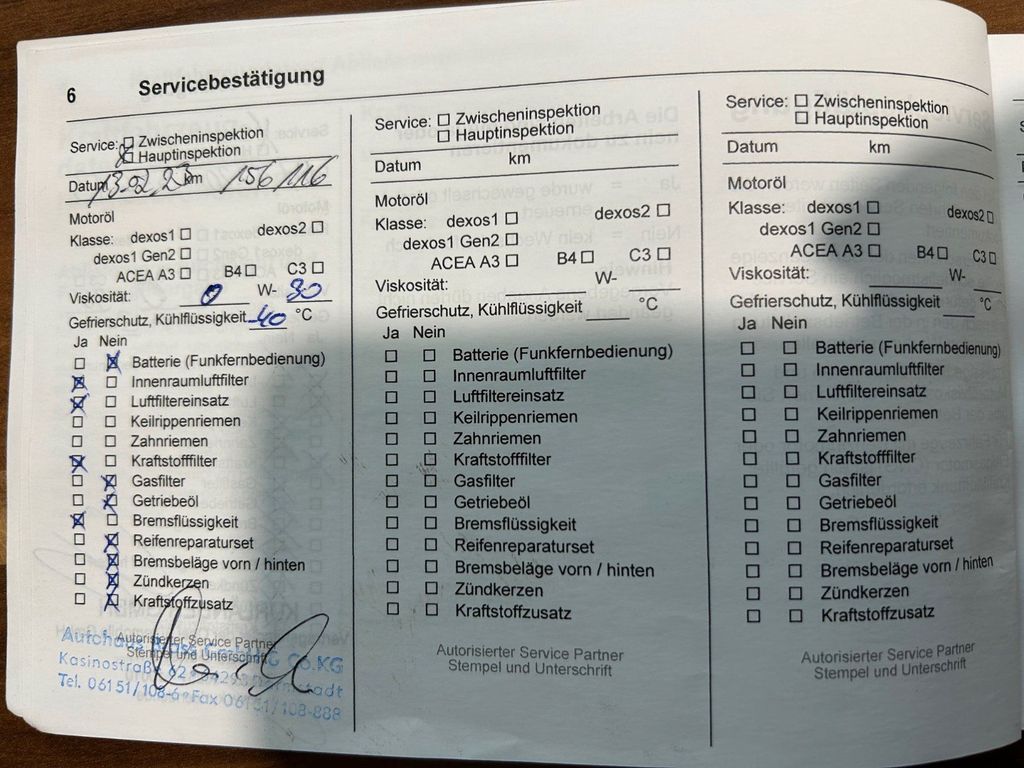 6 Servicebestätigung
Service: Zwischeninspektion
Hauptinspektion
Datum 13.02.23 km 156 116
Motoröl
Klasse: dexos1 dexos2
dexos1 Gen2
ACEA A3 B4 C3
Viskosität: 0 W- 30
Gefrierschutz, Kühlflüssigkeit -40 °C
Ja Nein
Batterie (Funkfernbedienung)
Innenraumluftfilter
Luftfiltereinsatz
Keilrippenriemen
Zahnriemen
Kraftstofffilter
Gasfilter
Getriebeöl
Bremsflüssigkeit
Reifenreparaturset
Bremsbeläge vorn / hinten
Zündkerzen
Kraftstoffzusatz
Autorisierter Service Partner
Stempel und Unterschrift
Autohaus G Co.KG
Kasinostraße 62
Tel. 06151/108-6 Fax 06151/108-888
Service: Zwischeninspektion
Hauptinspektion
Datum km
Motoröl
Klasse: dexos1 dexos2
dexos1 Gen2
ACEA A3 B4 C3
Viskosität: W-
Gefrierschutz, Kühlflüssigkeit °C
Ja Nein
Batterie (Funkfernbedienung)
Innenraumluftfilter
Luftfiltereinsatz
Keilrippenriemen
Zahnriemen
Kraftstofffilter
Gasfilter
Getriebeöl
Bremsflüssigkeit
Reifenreparaturset
Bremsbeläge vorn / hinten
Zündkerzen
Kraftstoffzusatz
Autorisierter Service Partner
Stempel und Unterschrift
Service: Zwischeninspektion
Hauptinspektion
Datum km
Motoröl
Klasse: dexos1 dexos2
dexos1 Gen2
ACEA A3 B4 C3
Viskosität: W-
Gefrierschutz, Kühlflüssigkeit °C
Ja Nein
Batterie (Funkfernbedienung)
Innenraumluftfilter
Luftfiltereinsatz
Keilrippenriemen
Zahnriemen
Kraftstofffilter
Gasfilter
Getriebeöl
Bremsflüssigkeit
Reifenreparaturset
Bremsbeläge vorn / hinten
Zündkerzen
Kraftstoffzusatz
Autorisierter Service Partner
Stempel und Unterschrift